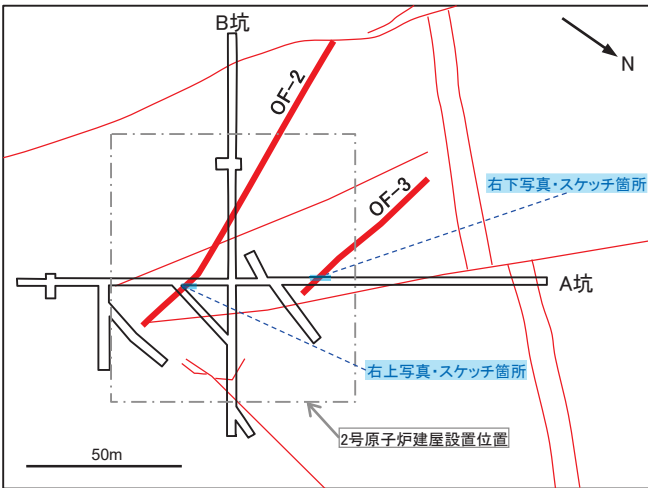 B坑
N
OF-2
OF-3
右下写真・スケッチ箇所
A坑
右上写真・スケッチ箇所
2号原子炉建屋設置位置
50m